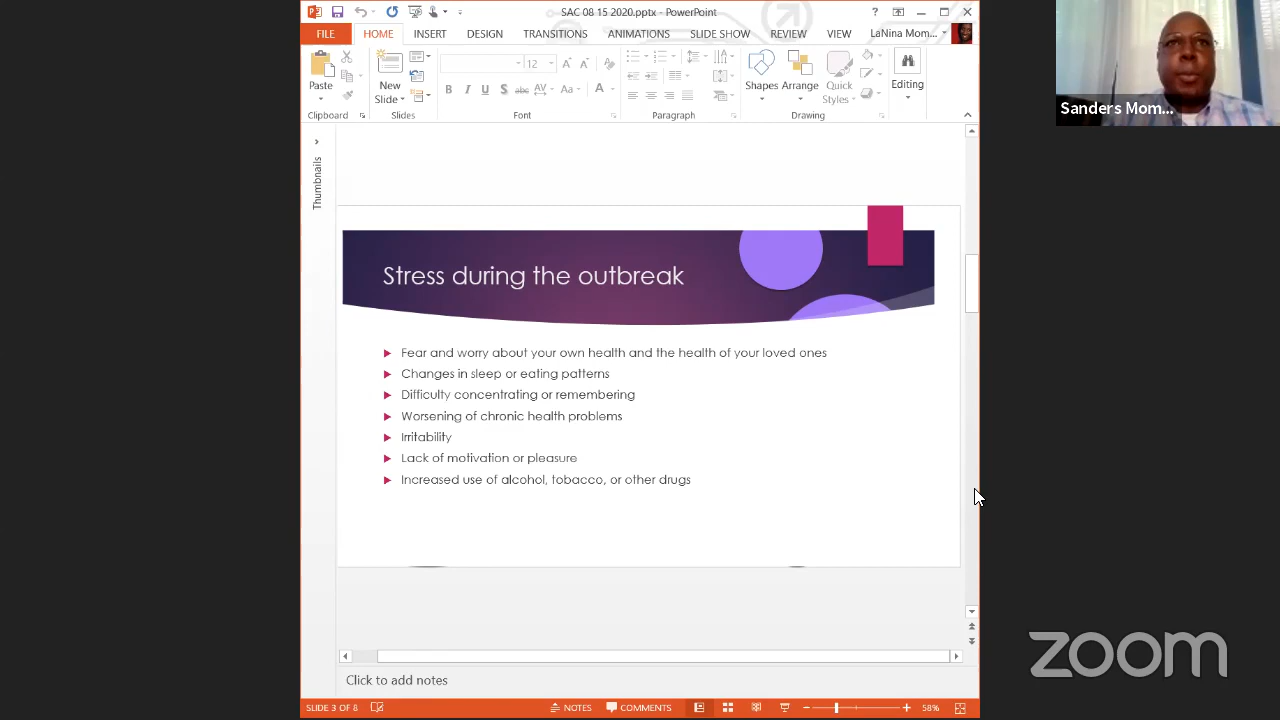 SAC 08 15 2020.pptx - PowerPoint
FILE HOME INSERT DESIGN TRANSITIONS ANIMATIONS SLIDE SHOW REVIEW VIEW LaNina Mom...
12
Paste
New
Slide
B I U S abc AV Aa A
Shapes Arrange Quick
Styles
Editing
Clipboard Slides Font Paragraph Drawing
Sanders Mom...
Thumbnails
Stress during the outbreak
Fear and worry about your own health and the health of your loved ones
Changes in sleep or eating patterns
Difficulty concentrating or remembering
Worsening of chronic health problems
Irritability
Lack of motivation or pleasure
Increased use of alcohol, tobacco, or other drugs
Click to add notes
SLIDE 3 OF 8 NOTES COMMENTS 58%
zoom